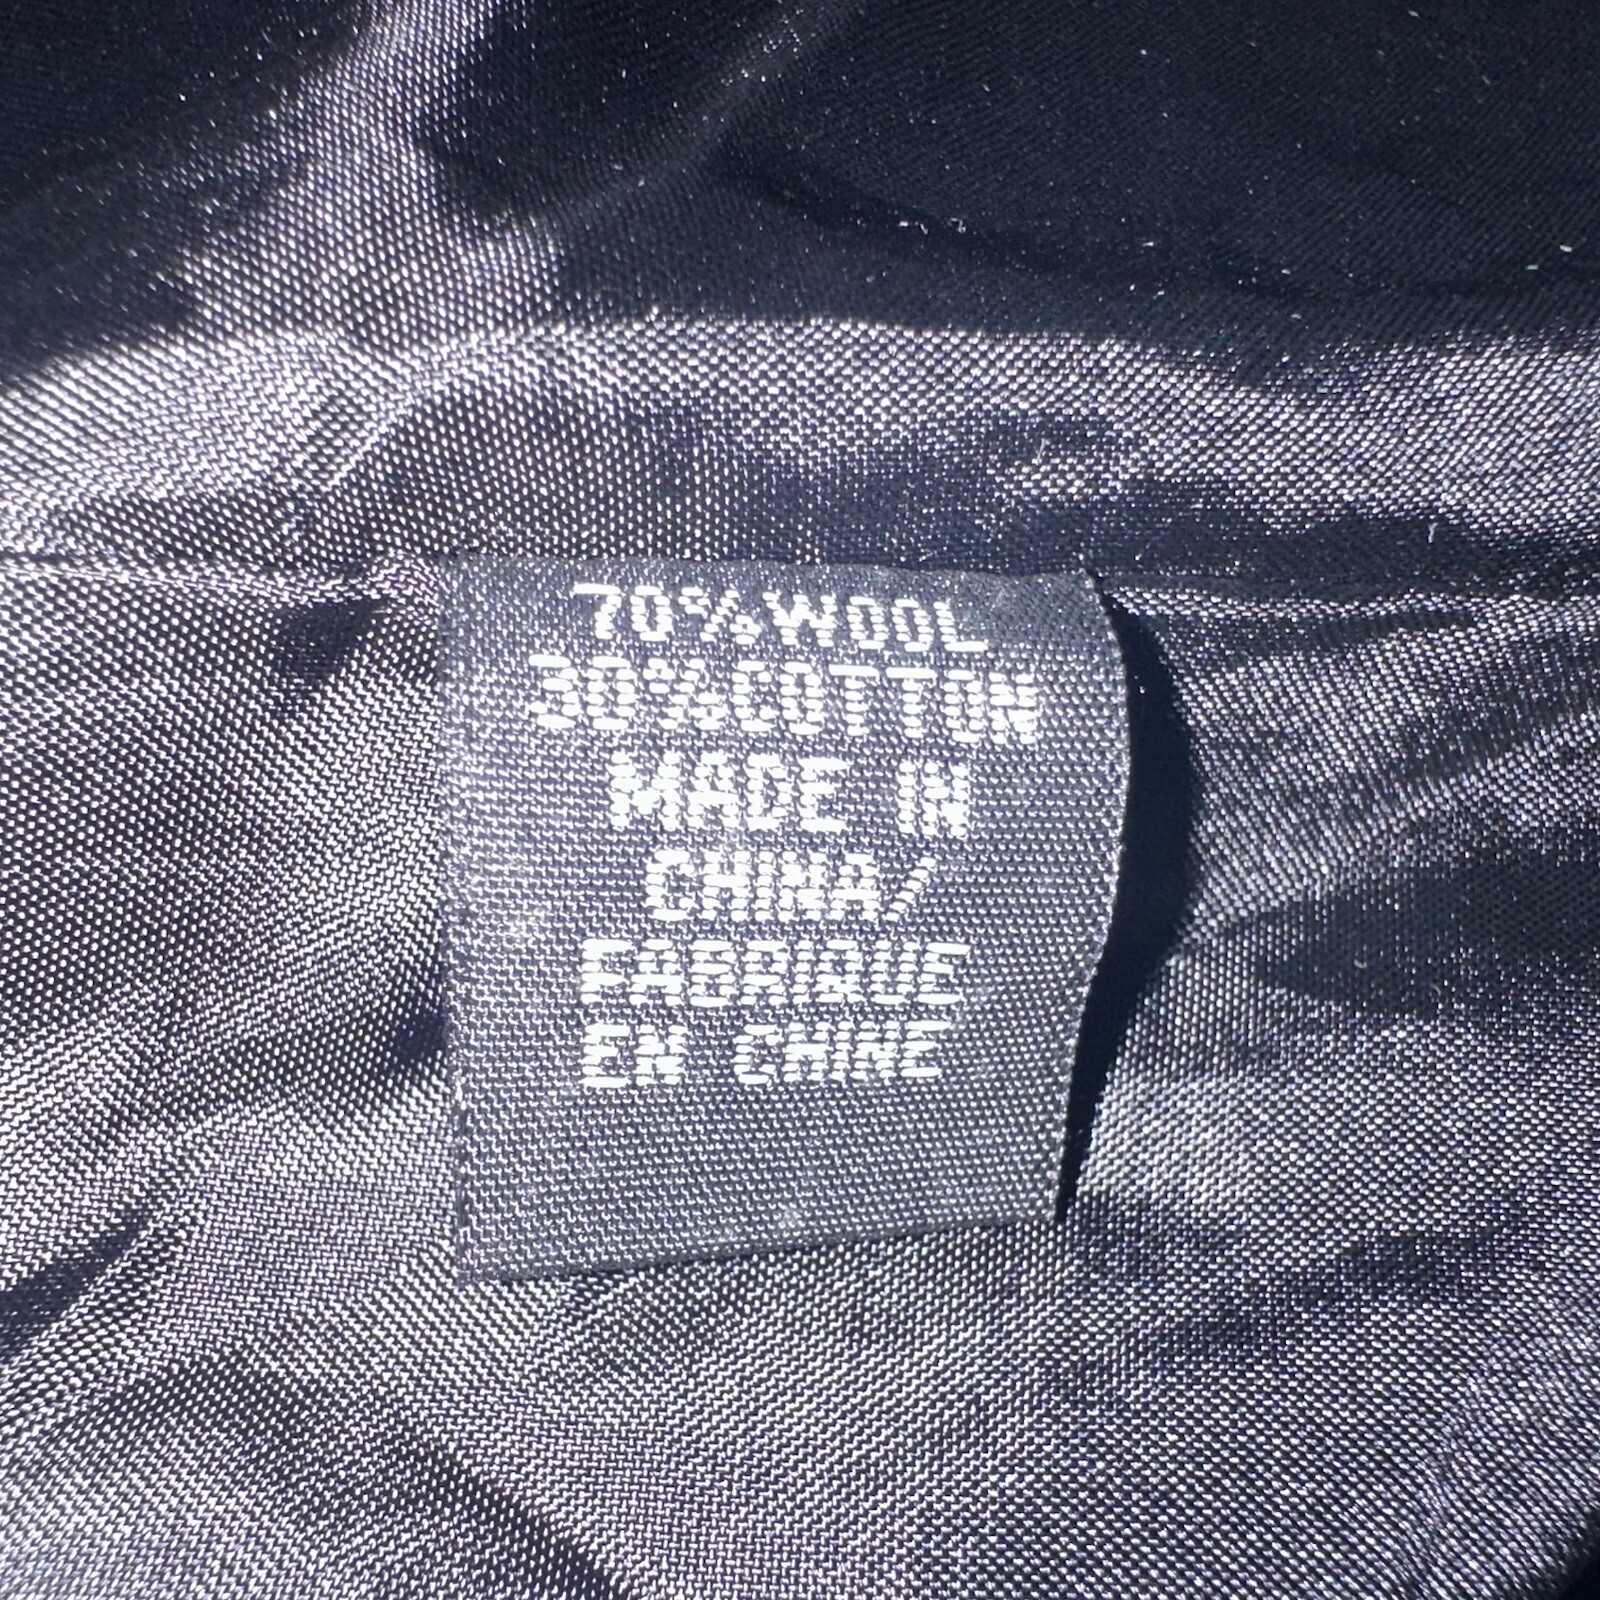 70%WOOL
30%COTTON
MADE IN
CHINA/
FABRIQUE
EN CHINE